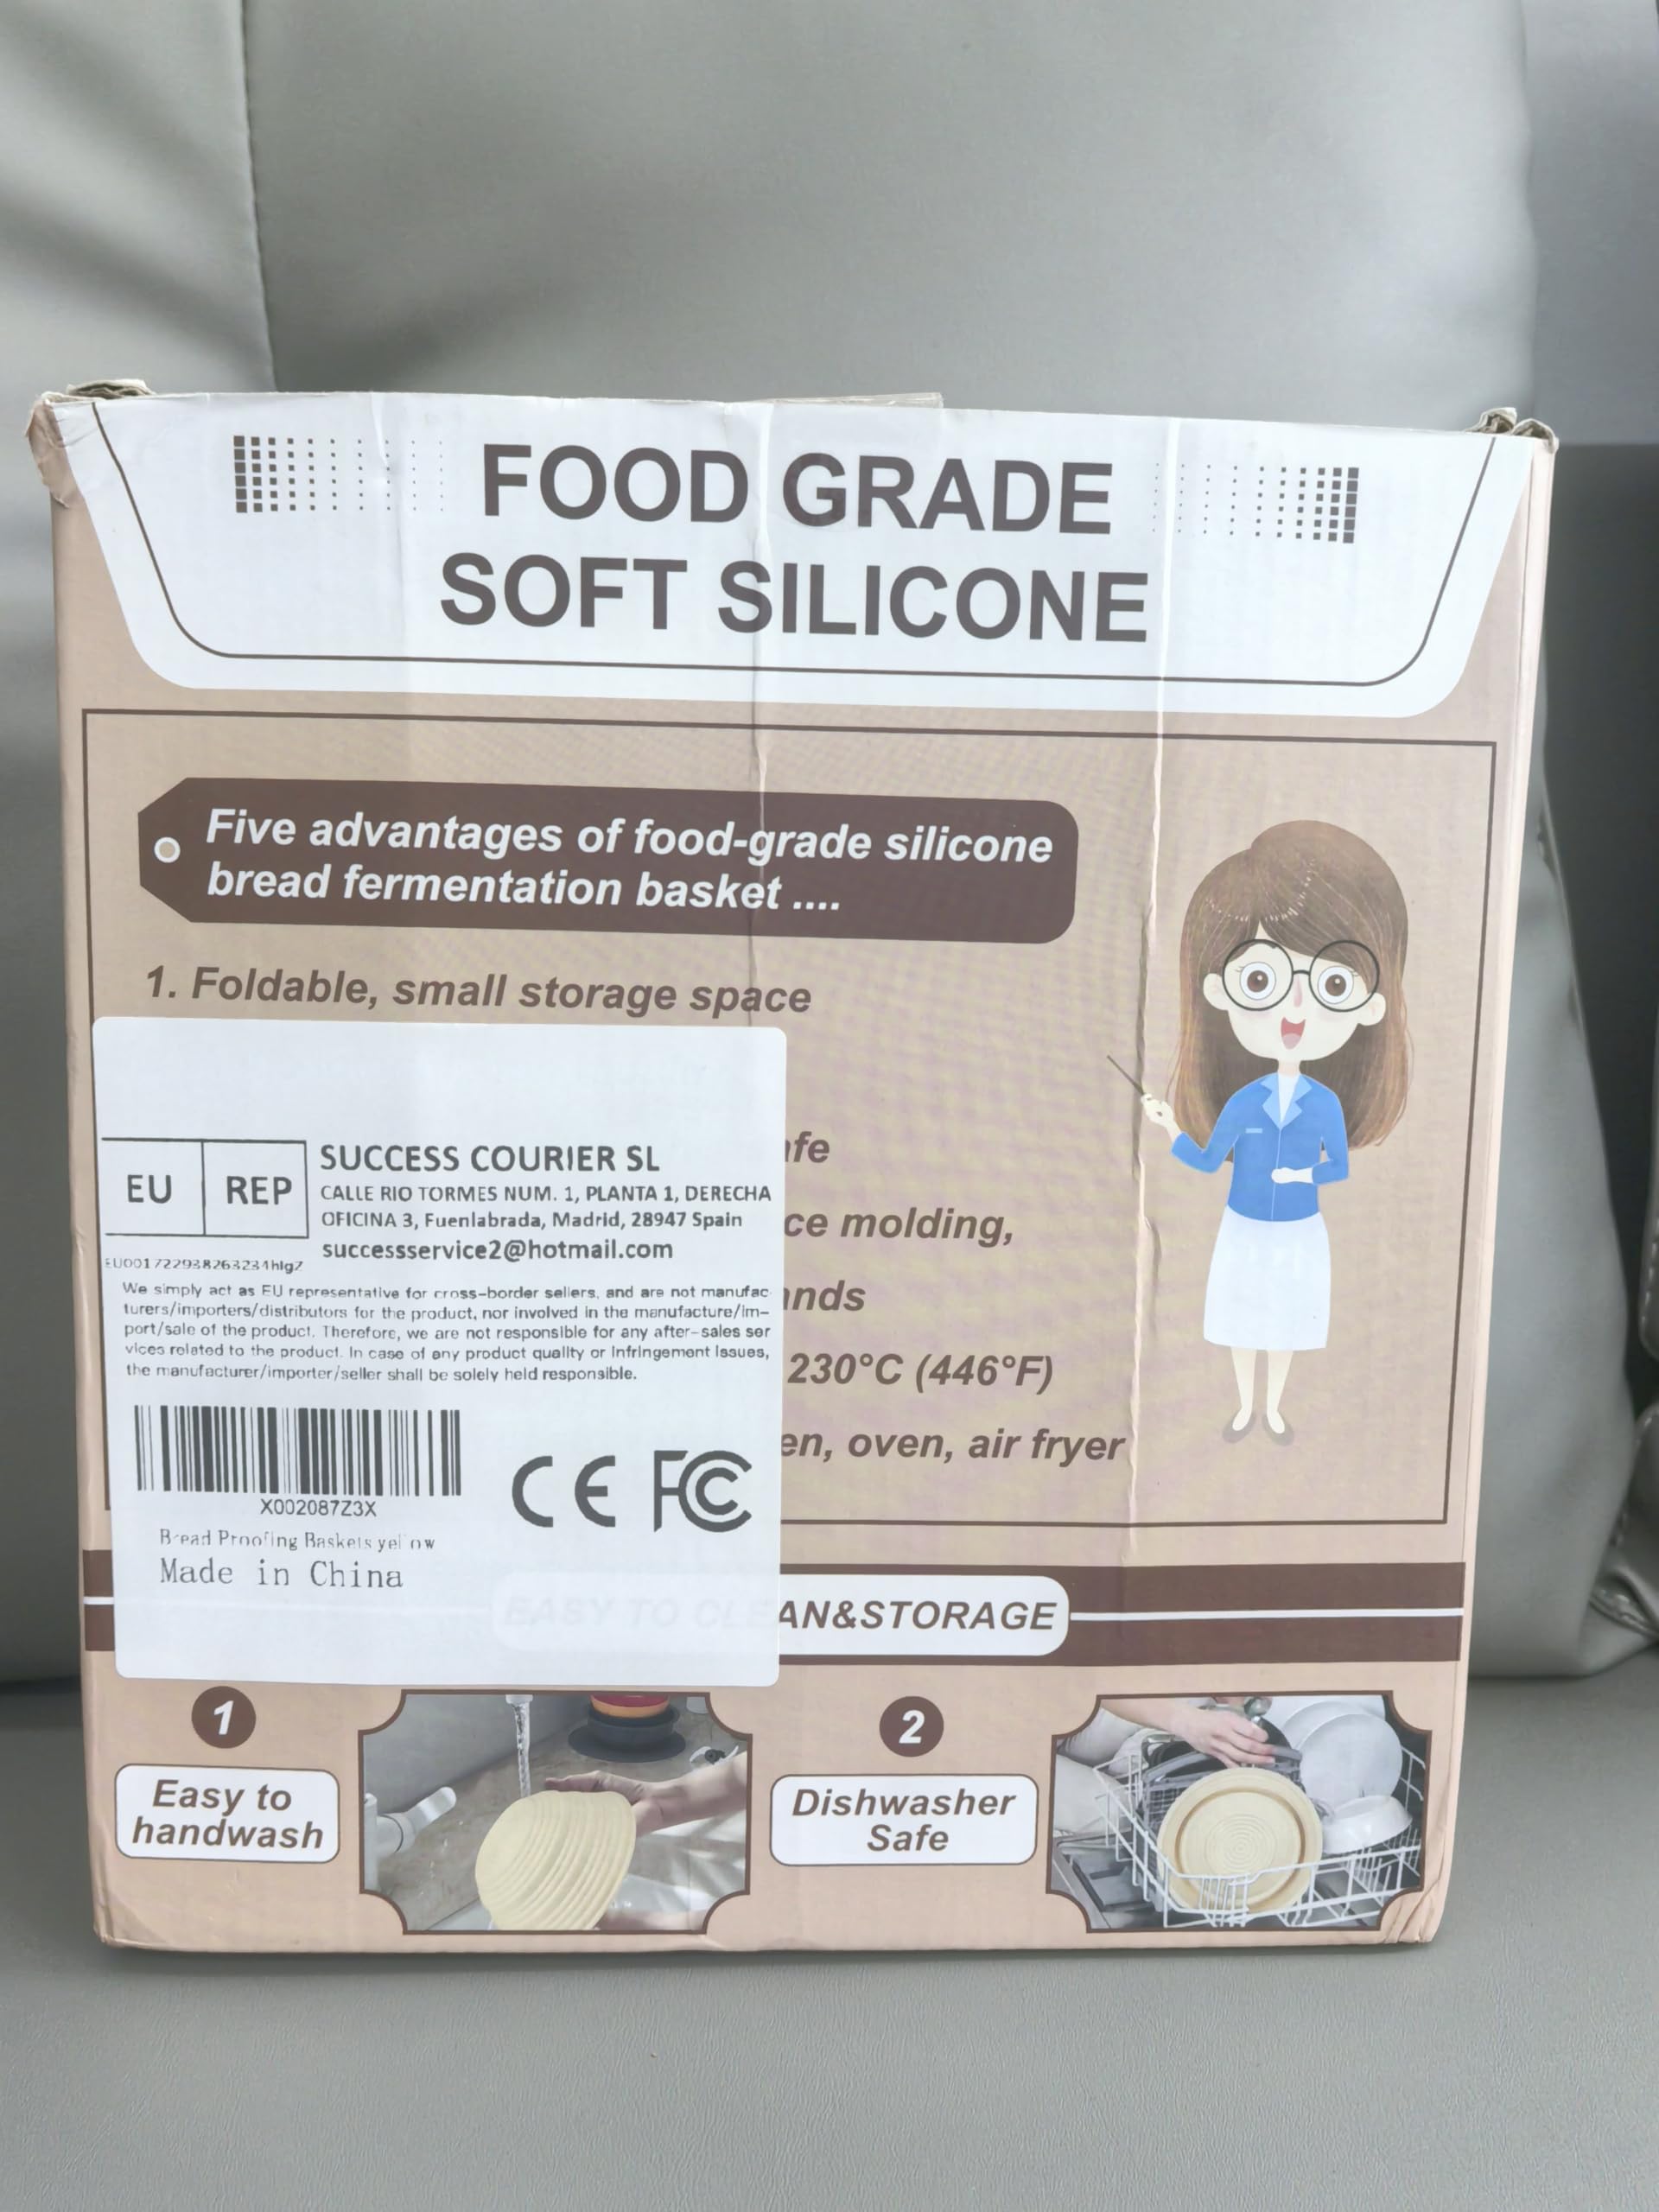 FOOD GRADE
SOFT SILICONE
Five advantages of food-grade silicone
bread fermentation basket ....
1. Foldable, small storage space
afe
ce molding,
ands
230°C (446°F)
en, oven, air fryer
EU REP
SUCCESS COURIER SL
CALLE RIO TORMES NUM. 1, PLANTA 1, DERECHA
OFICINA 3, Fuenlabrada, Madrid, 28947 Spain
successservice2@hotmail.com
We simply act as EU representative for cross-border sellers, and are not manufac
turers/importers/distributors for the product, nor involved in the manufacture/im-
port/sale of the product. Therefore, we are not responsible for any after-sales ser
vices related to the product. In case of any product quality or infringement issues,
the manufacturer/importer/seller shall be solely held responsible.
X002087Z3X
CE FC
Bread Proofing Baskets yellow
Made in China
EASY TO CLEAN&STORAGE
1
Easy to
handwash
2
Dishwasher
Safe